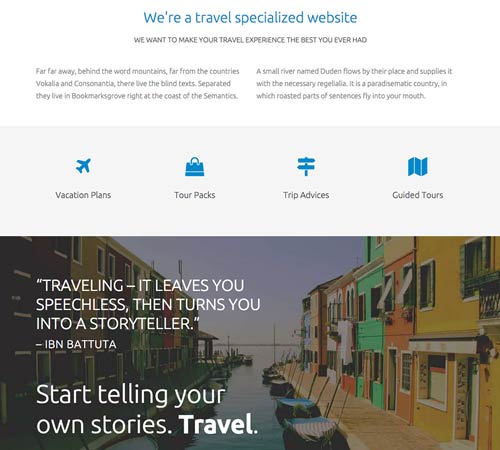 We're a travel specialized website
WE WANT TO MAKE YOUR TRAVEL EXPERIENCE THE BEST YOU EVER HAD
Far far away, behind the word mountains, far from the countries
Vokalia and Consonantia, there live the blind texts. Separated
they live in Bookmarksgrove right at the coast of the Semantics.
A small river named Duden flows by their place and supplies it
with the necessary regelialia. It is a paradisematic country, in
which roasted parts of sentences fly into your mouth.
Vacation Plans
Tour Packs
Trip Advices
Guided Tours
"TRAVELING – IT LEAVES YOU
SPEECHLESS, THEN TURNS YOU
INTO A STORYTELLER."
– IBN BATTUTA
Start telling your
own stories. Travel.